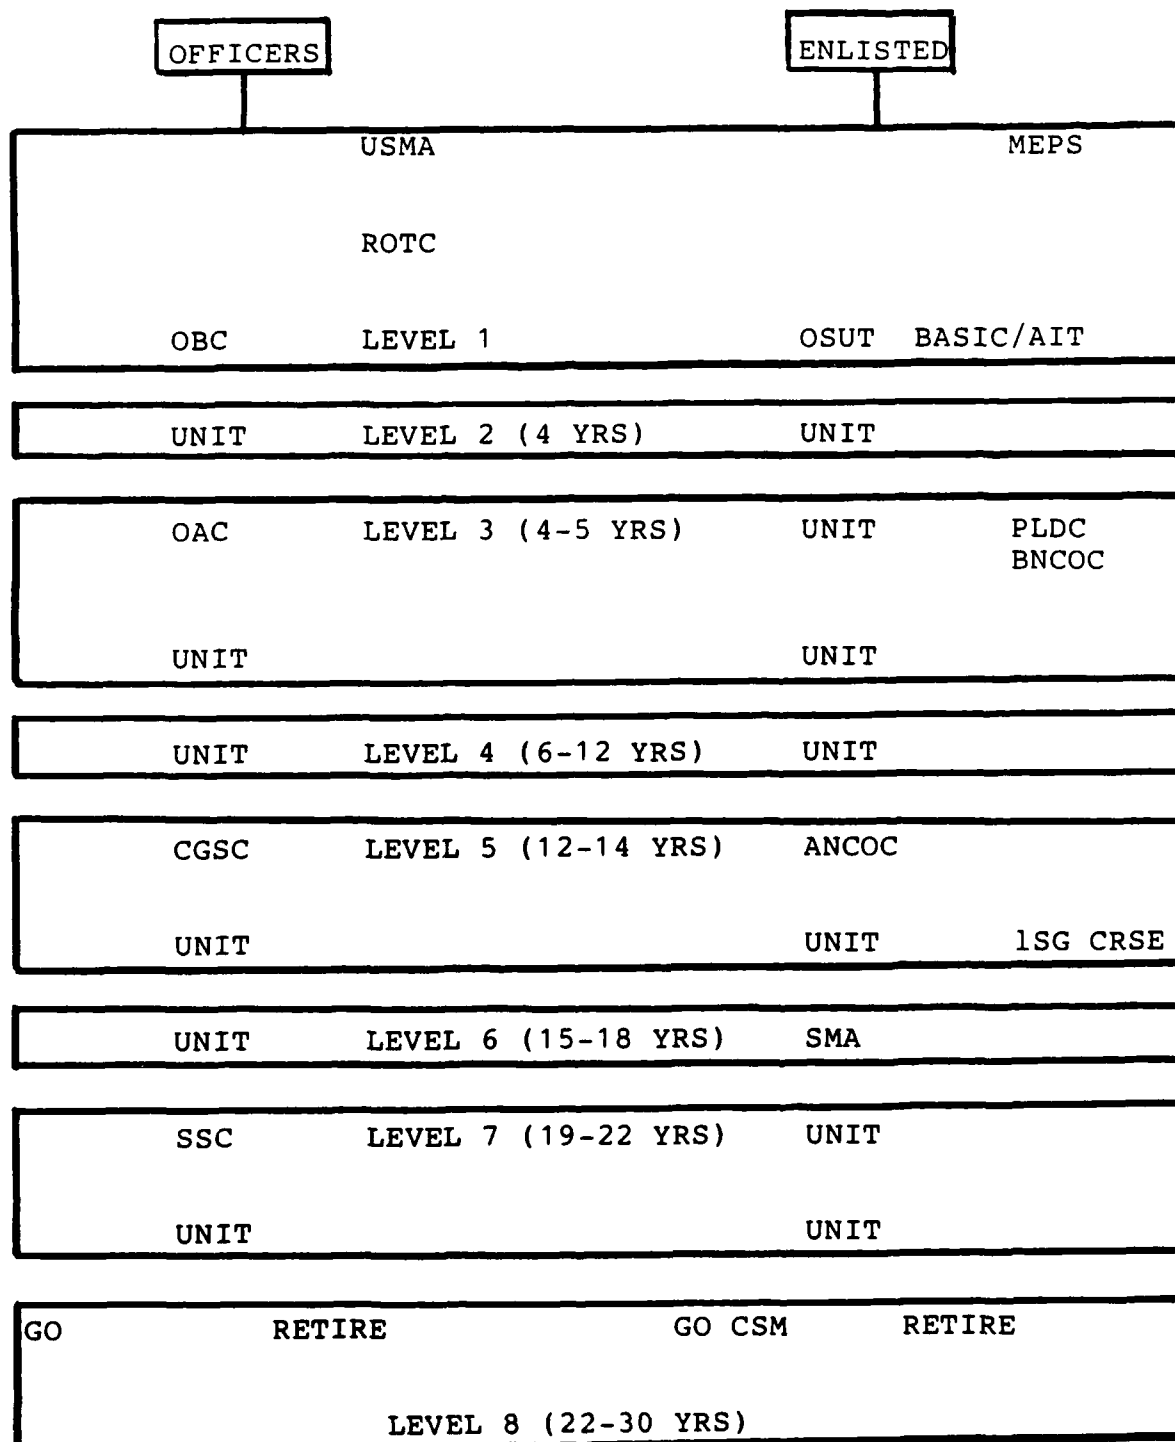 OFFICERS ENLISTED
USMA MEPS
ROTC
OBC LEVEL 1 OSUT BASIC/AIT
UNIT LEVEL 2 (4 YRS) UNIT
OAC LEVEL 3 (4-5 YRS) UNIT PLDC
BNCOC
UNIT UNIT
UNIT LEVEL 4 (6-12 YRS) UNIT
CGSC LEVEL 5 (12-14 YRS) ANCOC
UNIT UNIT 1SG CRSE
UNIT LEVEL 6 (15-18 YRS) SMA
SSC LEVEL 7 (19-22 YRS) UNIT
UNIT UNIT
GO RETIRE GO CSM RETIRE
LEVEL 8 (22-30 YRS)